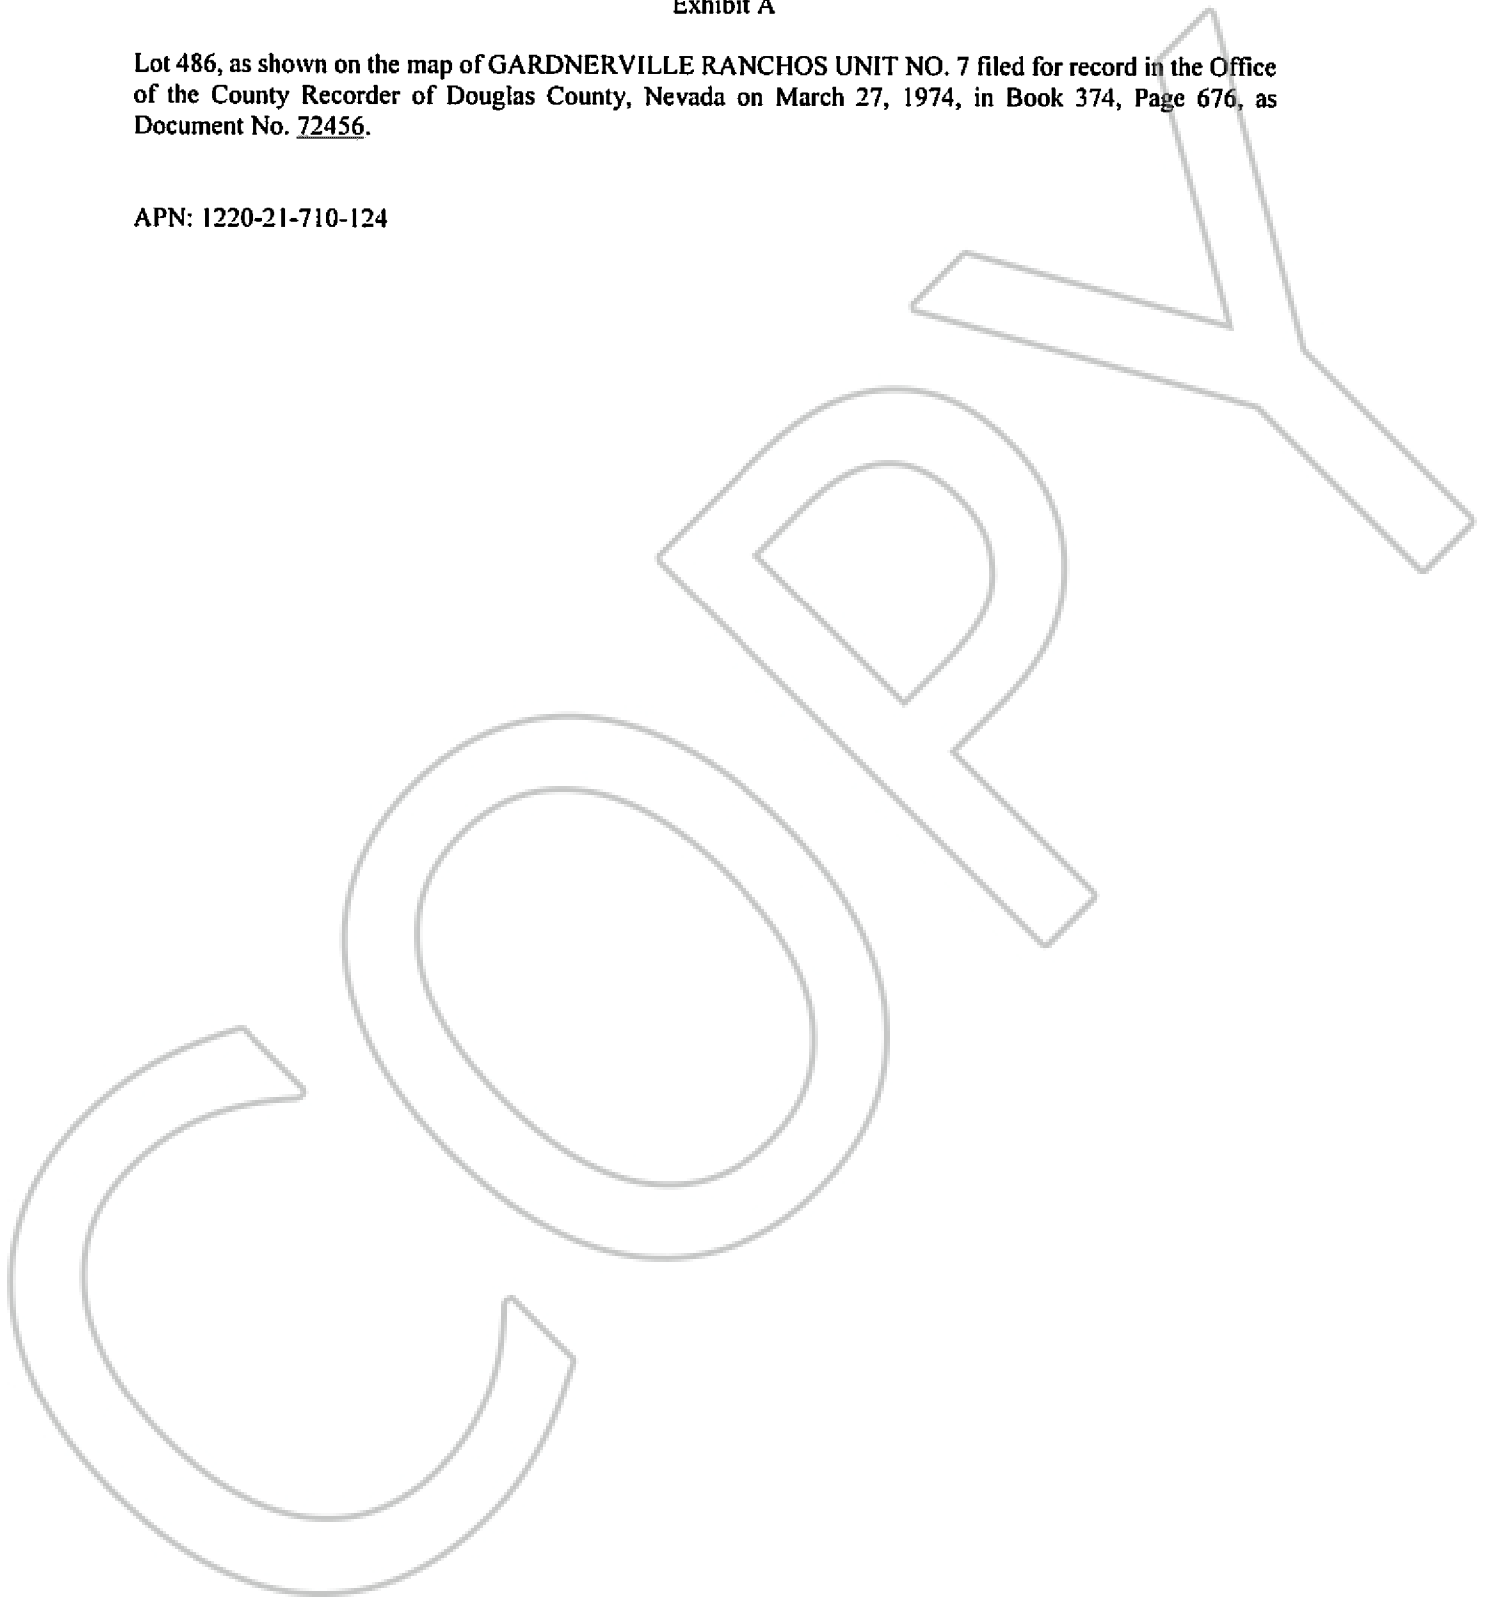 Exhibit A
Lot 486, as shown on the map of GARDNERVILLE RANCHOS UNIT NO. 7 filed for record in the Office
of the County Recorder of Douglas County, Nevada on March 27, 1974, in Book 374, Page 676, as
Document No. 72456.
APN: 1220-21-710-124
COPY